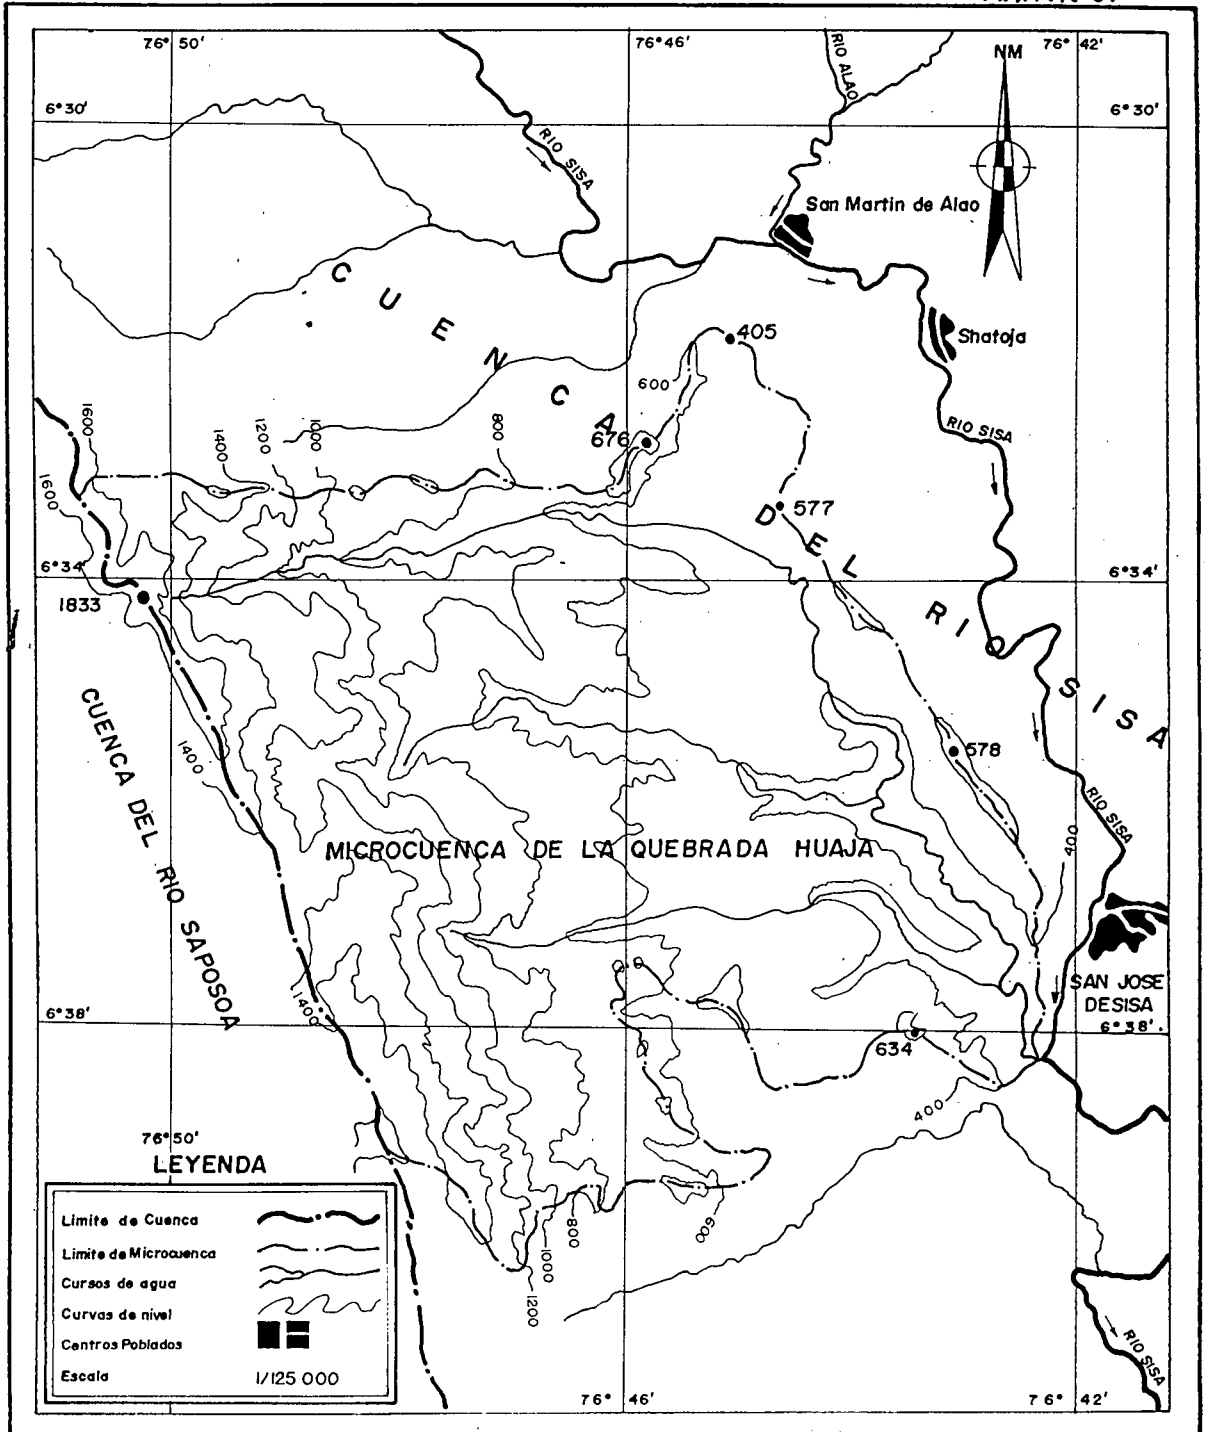 76° 50'
76° 46'
76° 42'
NM
RIO ALAO
6° 30'
6° 30'
RIO SISA
San Martin de Alao
CUENCA
Shatoja
405
600
1600
1400
1200
1000
800
676
RIO SISA
1600
577
DEL
6° 34'
6° 34'
1833
RIO
SISA
CUENCA DEL RIO SAPOSOA
1400
578
RIO SISA
400
MICROCUENCA DE LA QUEBRADA HUAJA
SAN JOSE
DESISA
1400
6° 38'
6° 38'.
634
400
76° 50'
LEYENDA
600
800
1000
1200
Limite de Cuenca
Limite de Microcuenca
Cursos de agua
Curvas de nivel
Centros Poblados
Escala 1/125 000
RIO SISA
76° 46'
76° 42'